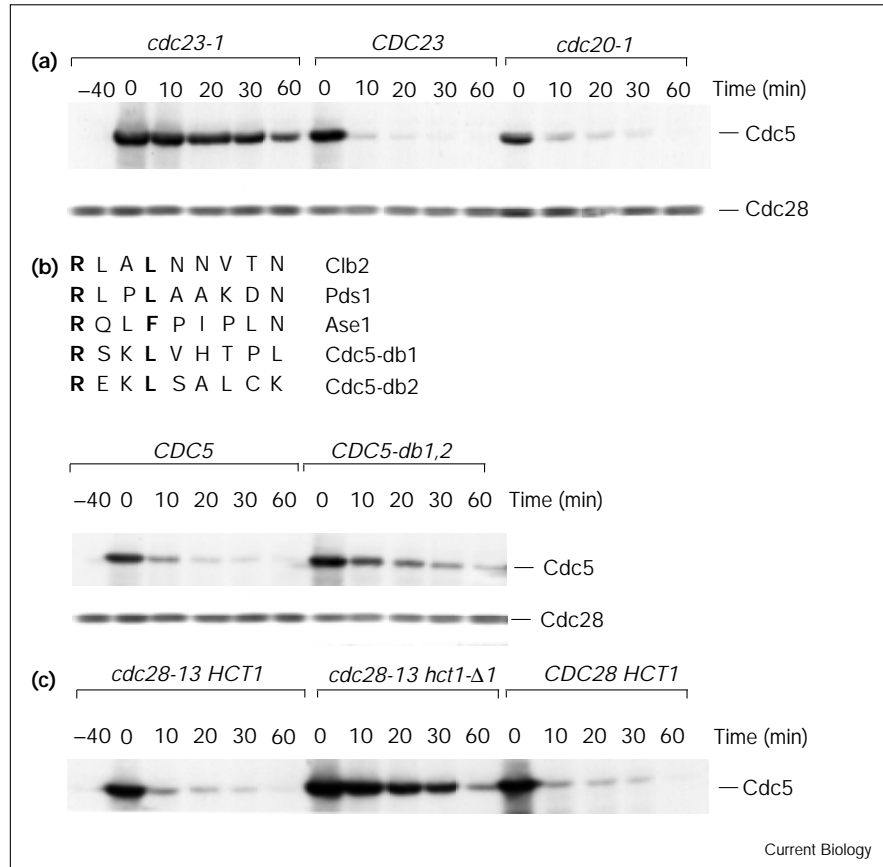 cdc23-1 CDC23 cdc20-1
(a) −40 0 10 20 30 60 0 10 20 30 60 0 10 20 30 60 Time (min)
— Cdc5
— Cdc28
(b) R L A L N N V T N Clb2
R L P L A A K D N Pds1
R Q L F P I P L N Ase1
R S K L V H T P L Cdc5-db1
R E K L S A L C K Cdc5-db2
CDC5 CDC5-db1,2
−40 0 10 20 30 60 0 10 20 30 60 Time (min)
— Cdc5
— Cdc28
(c) cdc28-13 HCT1 cdc28-13 hct1-Δ1 CDC28 HCT1
−40 0 10 20 30 60 0 10 20 30 60 0 10 20 30 60 Time (min)
— Cdc5
Current Biology